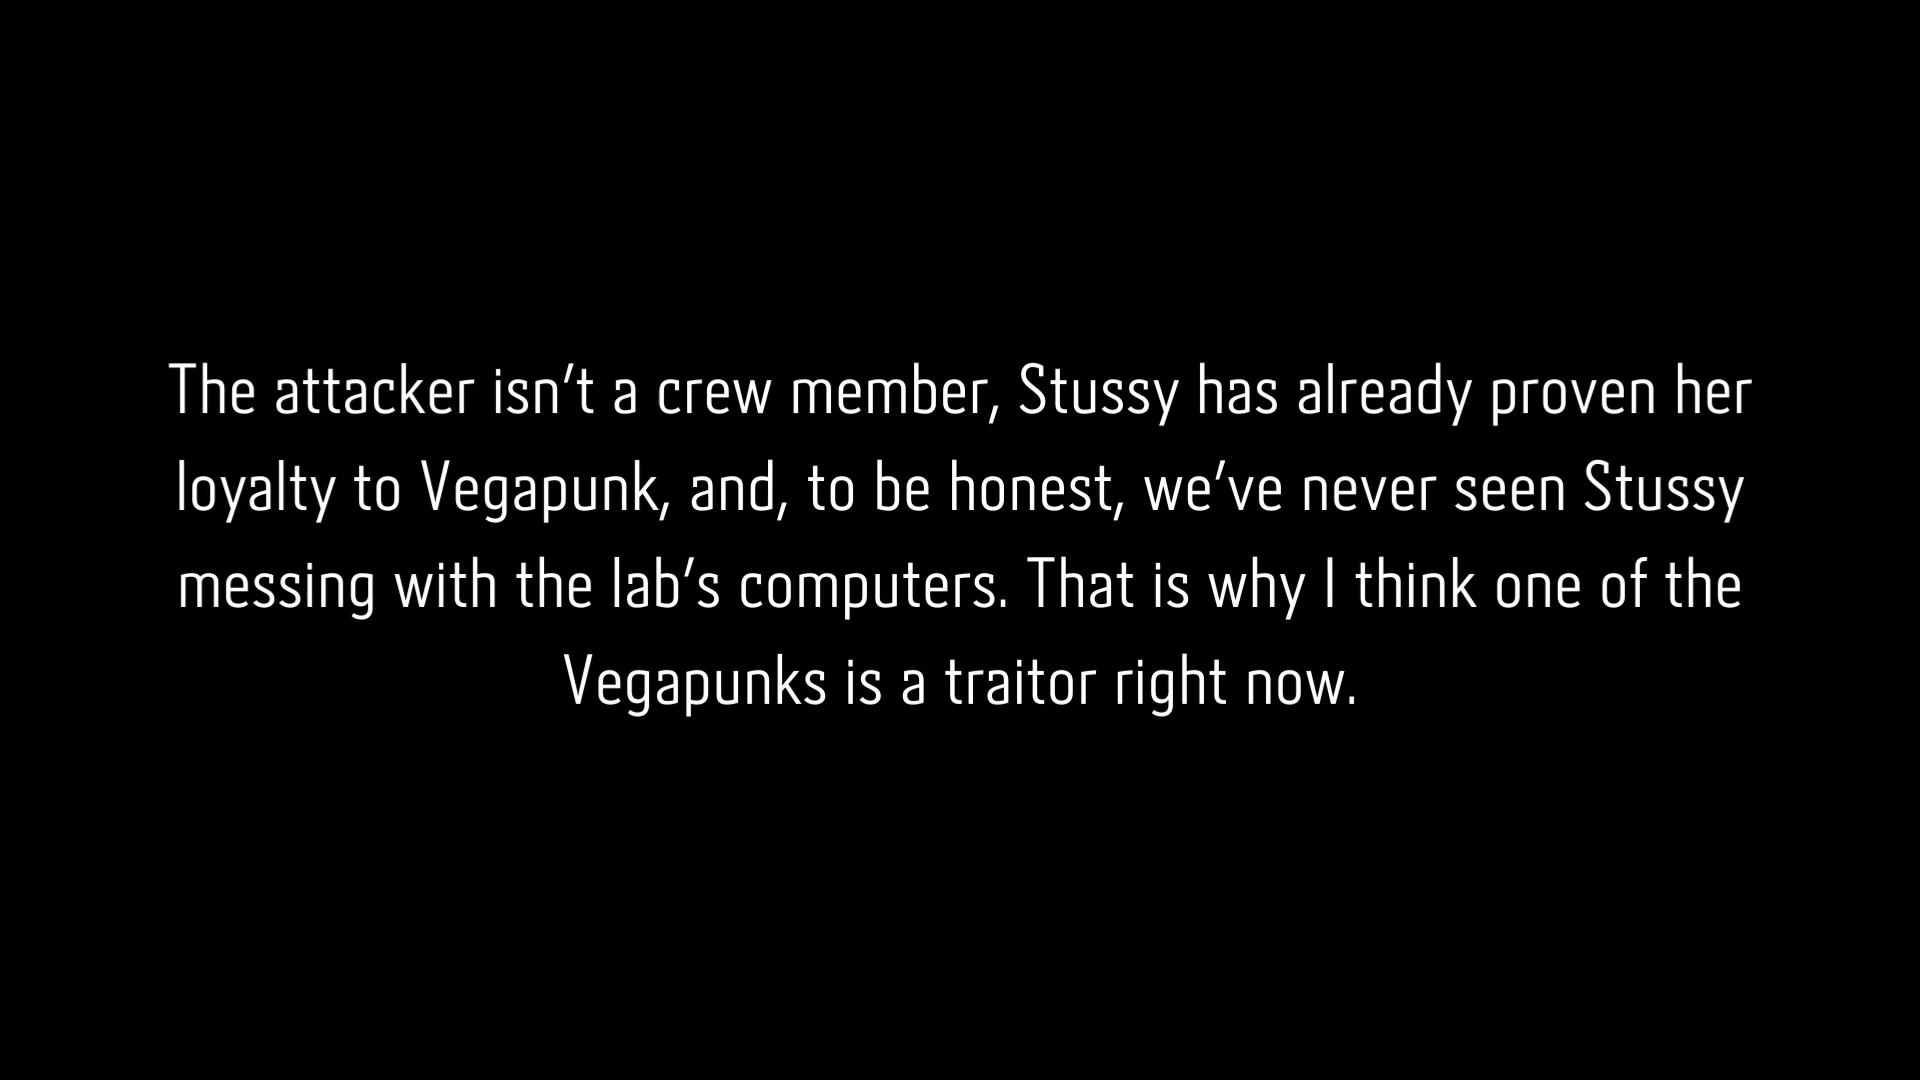 The attacker isn’t a crew member, Stussy has already proven her
loyalty to Vegapunk, and, to be honest, we’ve never seen Stussy
messing with the lab’s computers. That is why I think one of the
Vegapunks is a traitor right now.